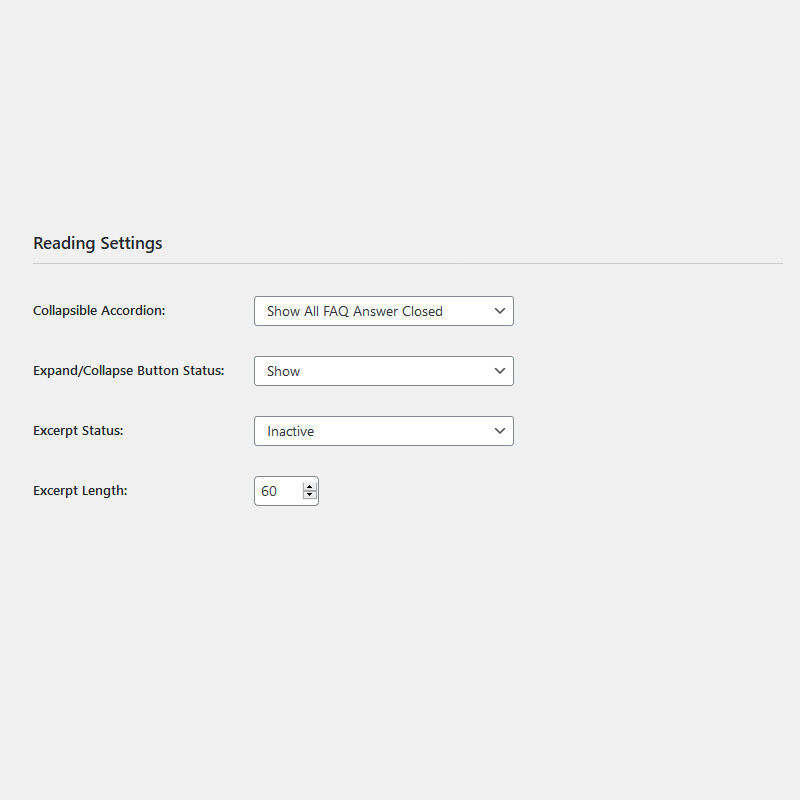 Reading Settings
Collapsible Accordion: Show All FAQ Answer Closed
Expand/Collapse Button Status: Show
Excerpt Status: Inactive
Excerpt Length: 60